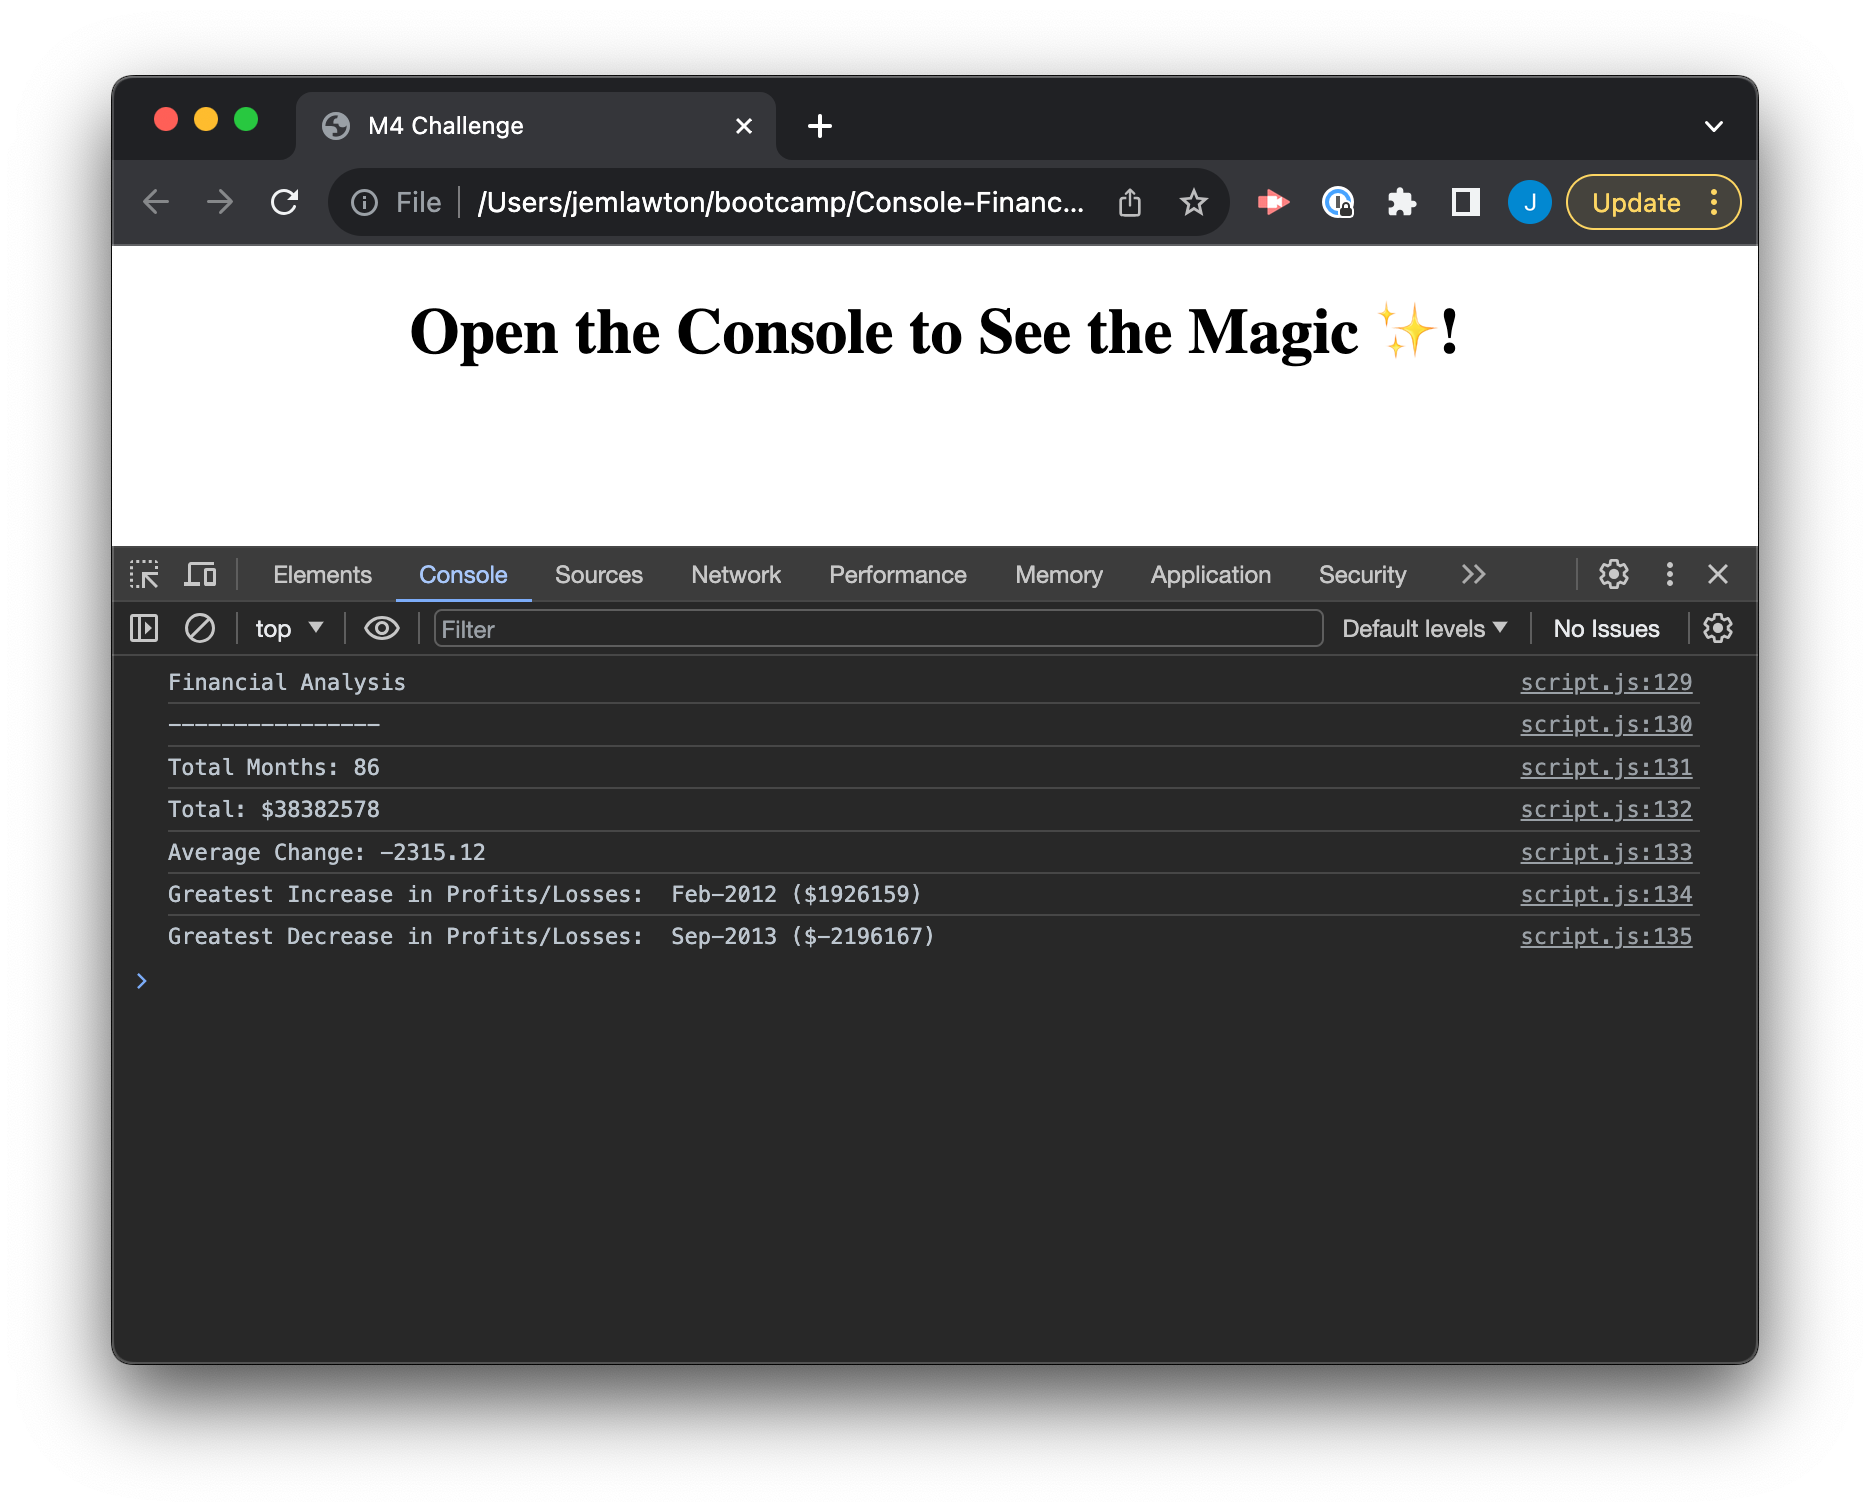 M4 Challenge
File /Users/jemlawton/bootcamp/Console-Financ... J Update
Open the Console to See the Magic ✨!
Elements Console Sources Network Performance Memory Application Security
top Filter Default levels No Issues
Financial Analysis script.js:129
---------------- script.js:130
Total Months: 86 script.js:131
Total: $38382578 script.js:132
Average Change: -2315.12 script.js:133
Greatest Increase in Profits/Losses:  Feb-2012 ($1926159) script.js:134
Greatest Decrease in Profits/Losses:  Sep-2013 ($-2196167) script.js:135